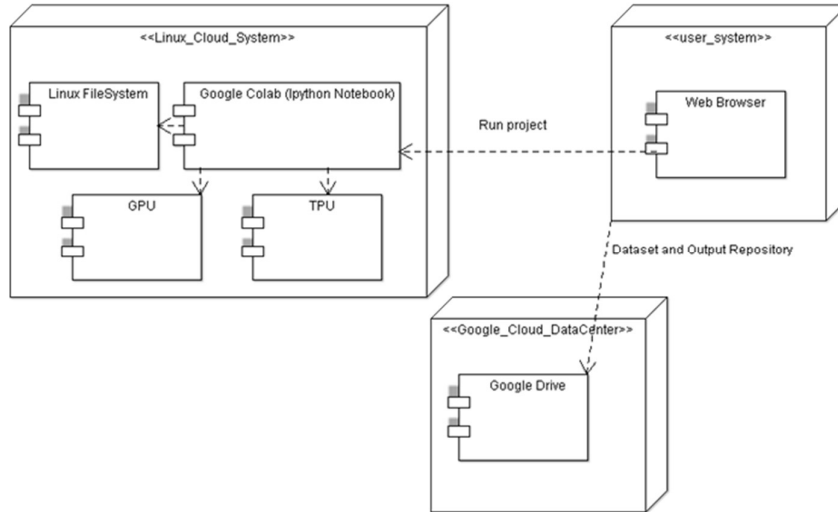 <<Linux_Cloud_System>>
<<user_system>>
Linux FileSystem
Google Colab (Ipython Notebook)
Web Browser
Run project
GPU
TPU
Dataset and Output Repository
<<Google_Cloud_DataCenter>>
Google Drive